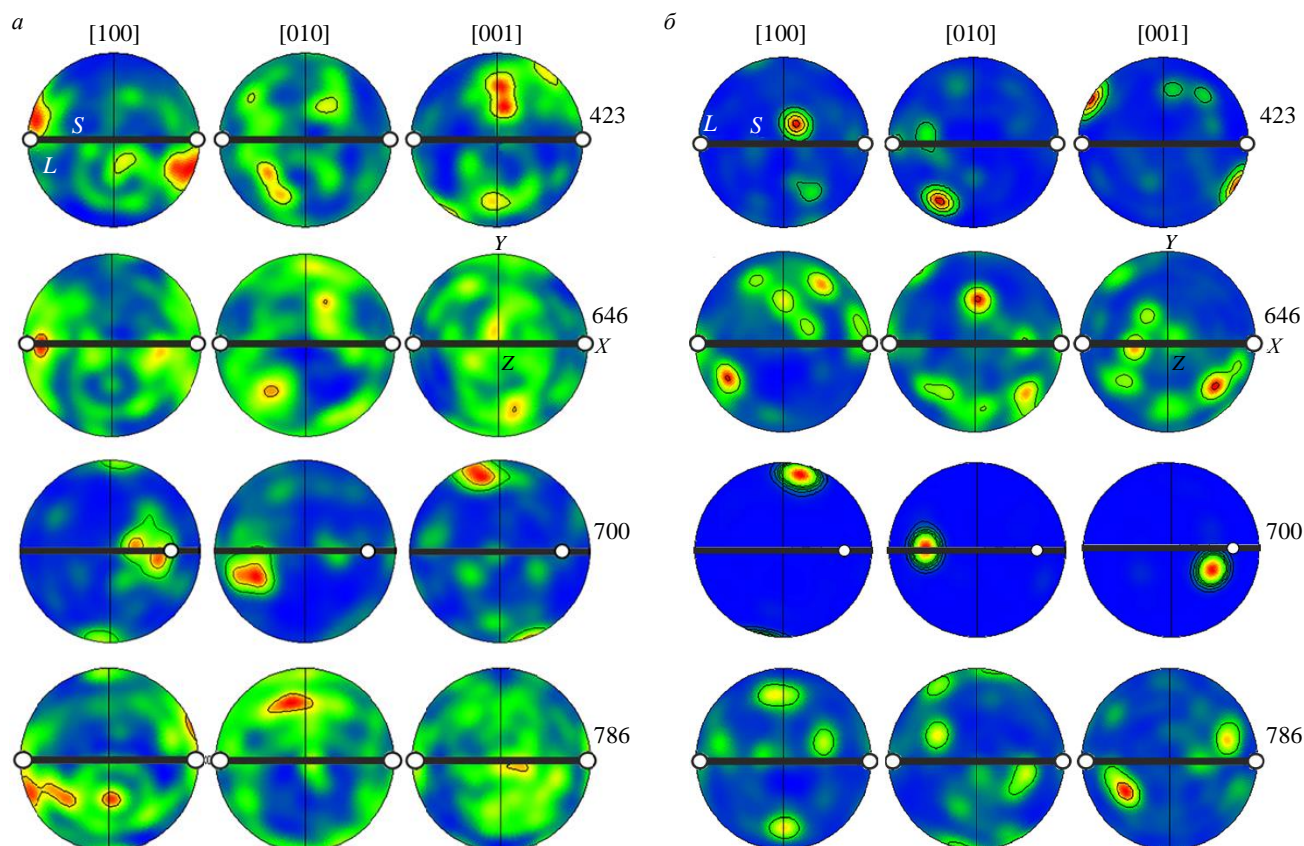 а
[100] [010] [001]
S
L
423
Y
646
X
Z
700
786
б
[100] [010] [001]
L S
423
Y
646
X
Z
700
786